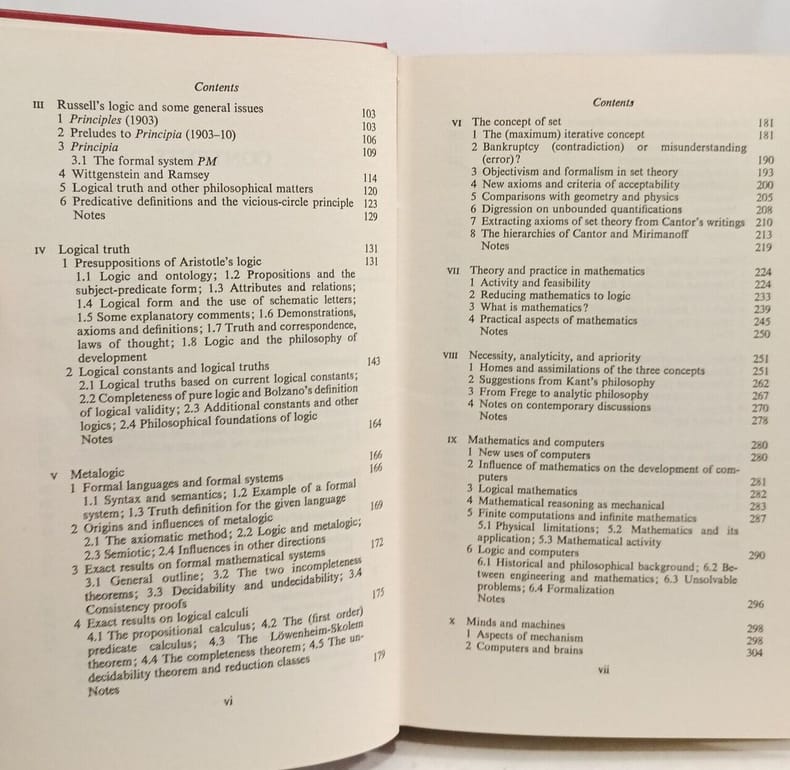 Contents
III Russell's logic and some general issues 103
1 Principles (1903) 103
2 Preludes to Principia (1903–10) 106
3 Principia 109
3.1 The formal system PM
4 Wittgenstein and Ramsey 114
5 Logical truth and other philosophical matters 120
6 Predicative definitions and the vicious-circle principle 123
Notes 129
IV Logical truth 131
1 Presuppositions of Aristotle's logic 131
1.1 Logic and ontology; 1.2 Propositions and the
subject-predicate form; 1.3 Attributes and relations;
1.4 Logical form and the use of schematic letters;
1.5 Some explanatory comments; 1.6 Demonstrations,
axioms and definitions; 1.7 Truth and correspondence,
laws of thought; 1.8 Logic and the philosophy of
development
2 Logical constants and logical truths 143
2.1 Logical truths based on current logical constants;
2.2 Completeness of pure logic and Bolzano's definition
of logical validity; 2.3 Additional constants and other
logics; 2.4 Philosophical foundations of logic
Notes 164
V Metalogic 166
1 Formal languages and formal systems 166
1.1 Syntax and semantics; 1.2 Example of a formal
system; 1.3 Truth definition for the given language
2 Origins and influences of metalogic 169
2.1 The axiomatic method; 2.2 Logic and metalogic;
2.3 Semiotic; 2.4 Influences in other directions
3 Exact results on formal mathematical systems 172
3.1 General outline; 3.2 The two incompleteness
theorems; 3.3 Decidability and undecidability; 3.4
Consistency proofs
4 Exact results on logical calculi 175
4.1 The propositional calculus; 4.2 The (first order)
predicate calculus; 4.3 The Löwenheim-Skolem
theorem; 4.4 The completeness theorem; 4.5 The un-
decidability theorem and reduction classes
Notes 179
vi
Contents
VI The concept of set 181
1 The (maximum) iterative concept 181
2 Bankruptcy (contradiction) or misunderstanding
(error)? 190
3 Objectivism and formalism in set theory 193
4 New axioms and criteria of acceptability 200
5 Comparisons with geometry and physics 205
6 Digression on unbounded quantifications 208
7 Extracting axioms of set theory from Cantor's writings 210
8 The hierarchies of Cantor and Mirimanoff 213
Notes 219
VII Theory and practice in mathematics 224
1 Activity and feasibility 224
2 Reducing mathematics to logic 233
3 What is mathematics? 239
4 Practical aspects of mathematics 245
Notes 250
VIII Necessity, analyticity, and apriority 251
1 Homes and assimilations of the three concepts 251
2 Suggestions from Kant's philosophy 262
3 From Frege to analytic philosophy 267
4 Notes on contemporary discussions 270
Notes 278
IX Mathematics and computers 280
1 New uses of computers 280
2 Influence of mathematics on the development of com-
puters 281
3 Logical mathematics 282
4 Mathematical reasoning as mechanical 283
5 Finite computations and infinite mathematics 287
5.1 Physical limitations; 5.2 Mathematics and its
application; 5.3 Mathematical activity
6 Logic and computers 290
6.1 Historical and philosophical background; 6.2 Be-
tween engineering and mathematics; 6.3 Unsolvable
problems; 6.4 Formalization
Notes 296
X Minds and machines 298
1 Aspects of mechanism 298
2 Computers and brains 304
vii